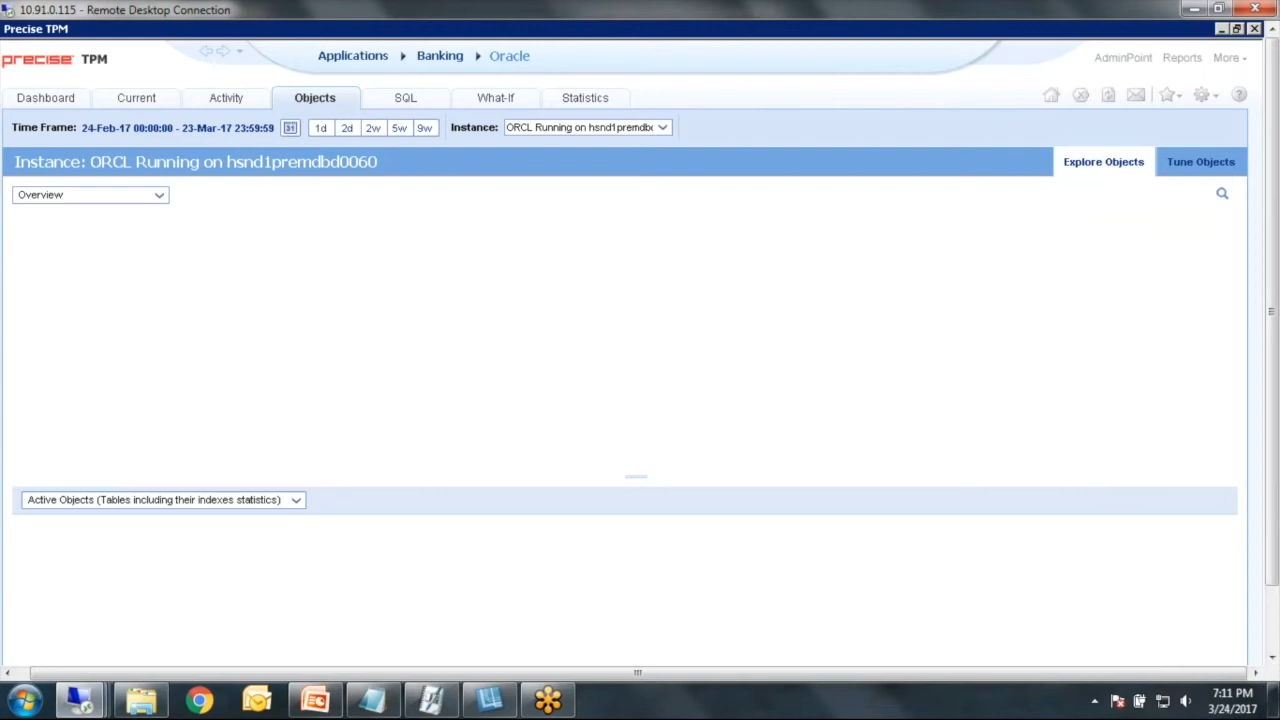 10.91.0.115 - Remote Desktop Connection
Precise TPM
precise TPM
Applications Banking Oracle
AdminPoint Reports More
Dashboard Current Activity Objects SQL What-If Statistics
Time Frame: 24-Feb-17 00:00:00 - 23-Mar-17 23:59:59 31 1d 2d 2w 5w 9w Instance: ORCL Running on hsnd1premdbd
Instance: ORCL Running on hsnd1premdbd0060 Explore Objects Tune Objects
Overview
Active Objects (Tables including their indexes statistics)
7:11 PM
3/24/2017